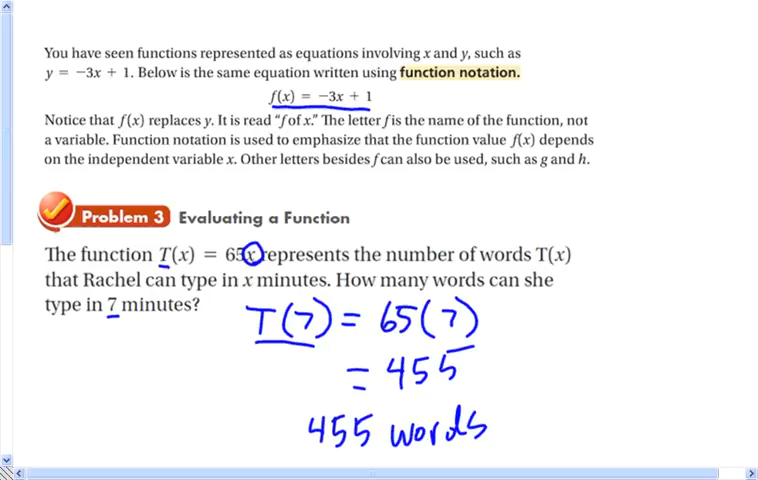 You have seen functions represented as equations involving x and y, such as
y = −3x + 1. Below is the same equation written using function notation.
f(x) = −3x + 1
Notice that f(x) replaces y. It is read "f of x." The letter f is the name of the function, not
a variable. Function notation is used to emphasize that the function value f(x) depends
on the independent variable x. Other letters besides f can also be used, such as g and h.
Problem 3 Evaluating a Function
The function T(x) = 65x represents the number of words T(x)
that Rachel can type in x minutes. How many words can she
type in 7 minutes?
T(7) = 65(7)
= 455
455 words